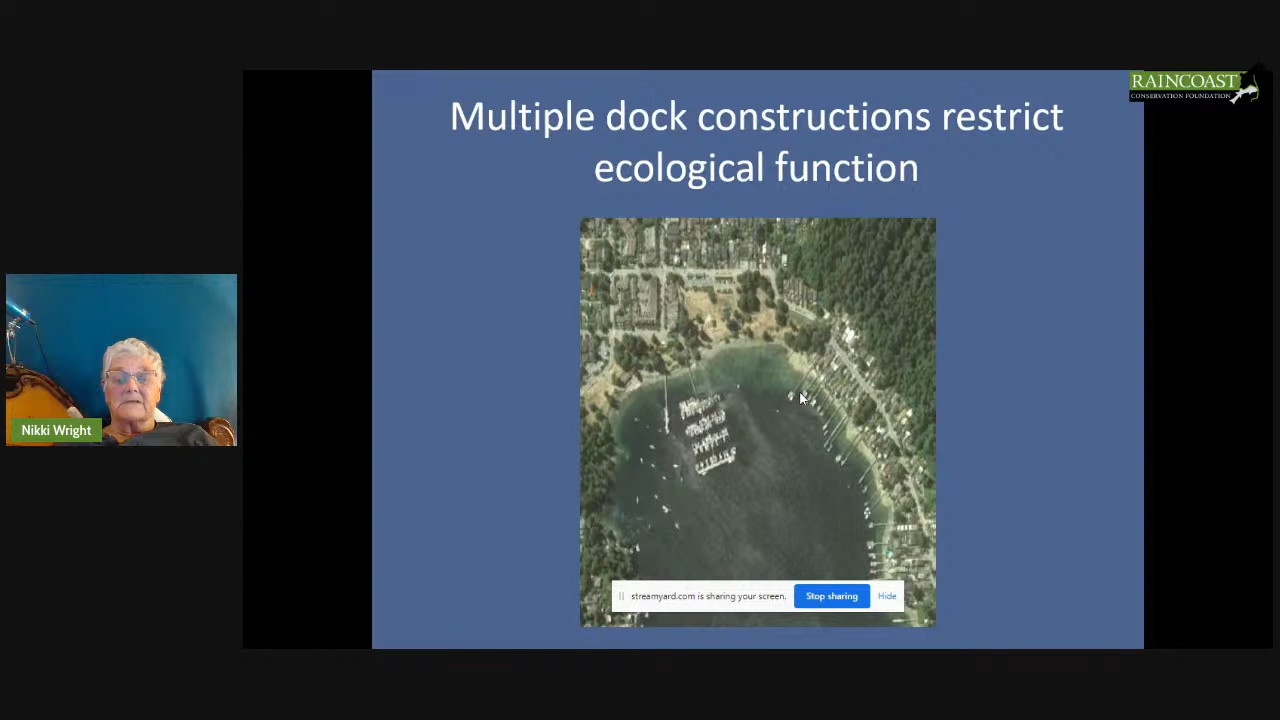 RAINCOAST
CONSERVATION FOUNDATION
Multiple dock constructions restrict
ecological function
Nikki Wright
streamyard.com is sharing your screen.
Stop sharing
Hide